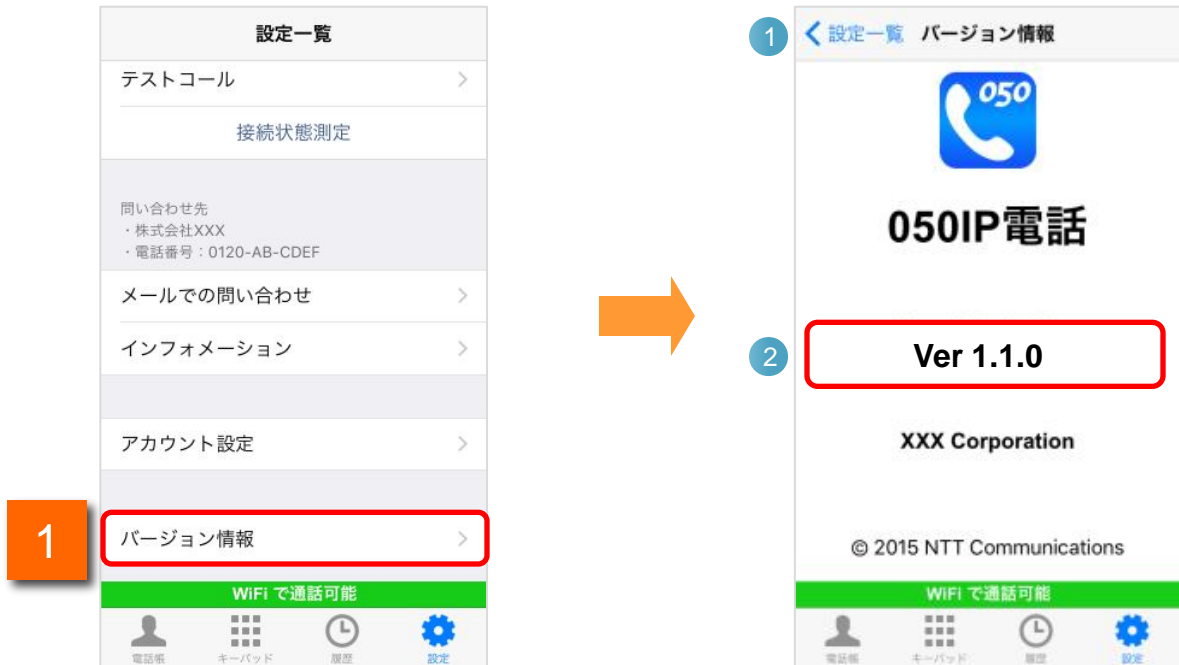 設定一覧
テストコール
接続状態測定
問い合わせ先
・株式会社XXX
・電話番号：0120-AB-CDEF
メールでの問い合わせ
インフォメーション
アカウント設定
1
バージョン情報
WiFi で通話可能
電話帳 キーパッド 履歴 設定
1
設定一覧 バージョン情報
050
050IP電話
2
Ver 1.1.0
XXX Corporation
© 2015 NTT Communications
WiFi で通話可能
電話帳 キーパッド 履歴 設定